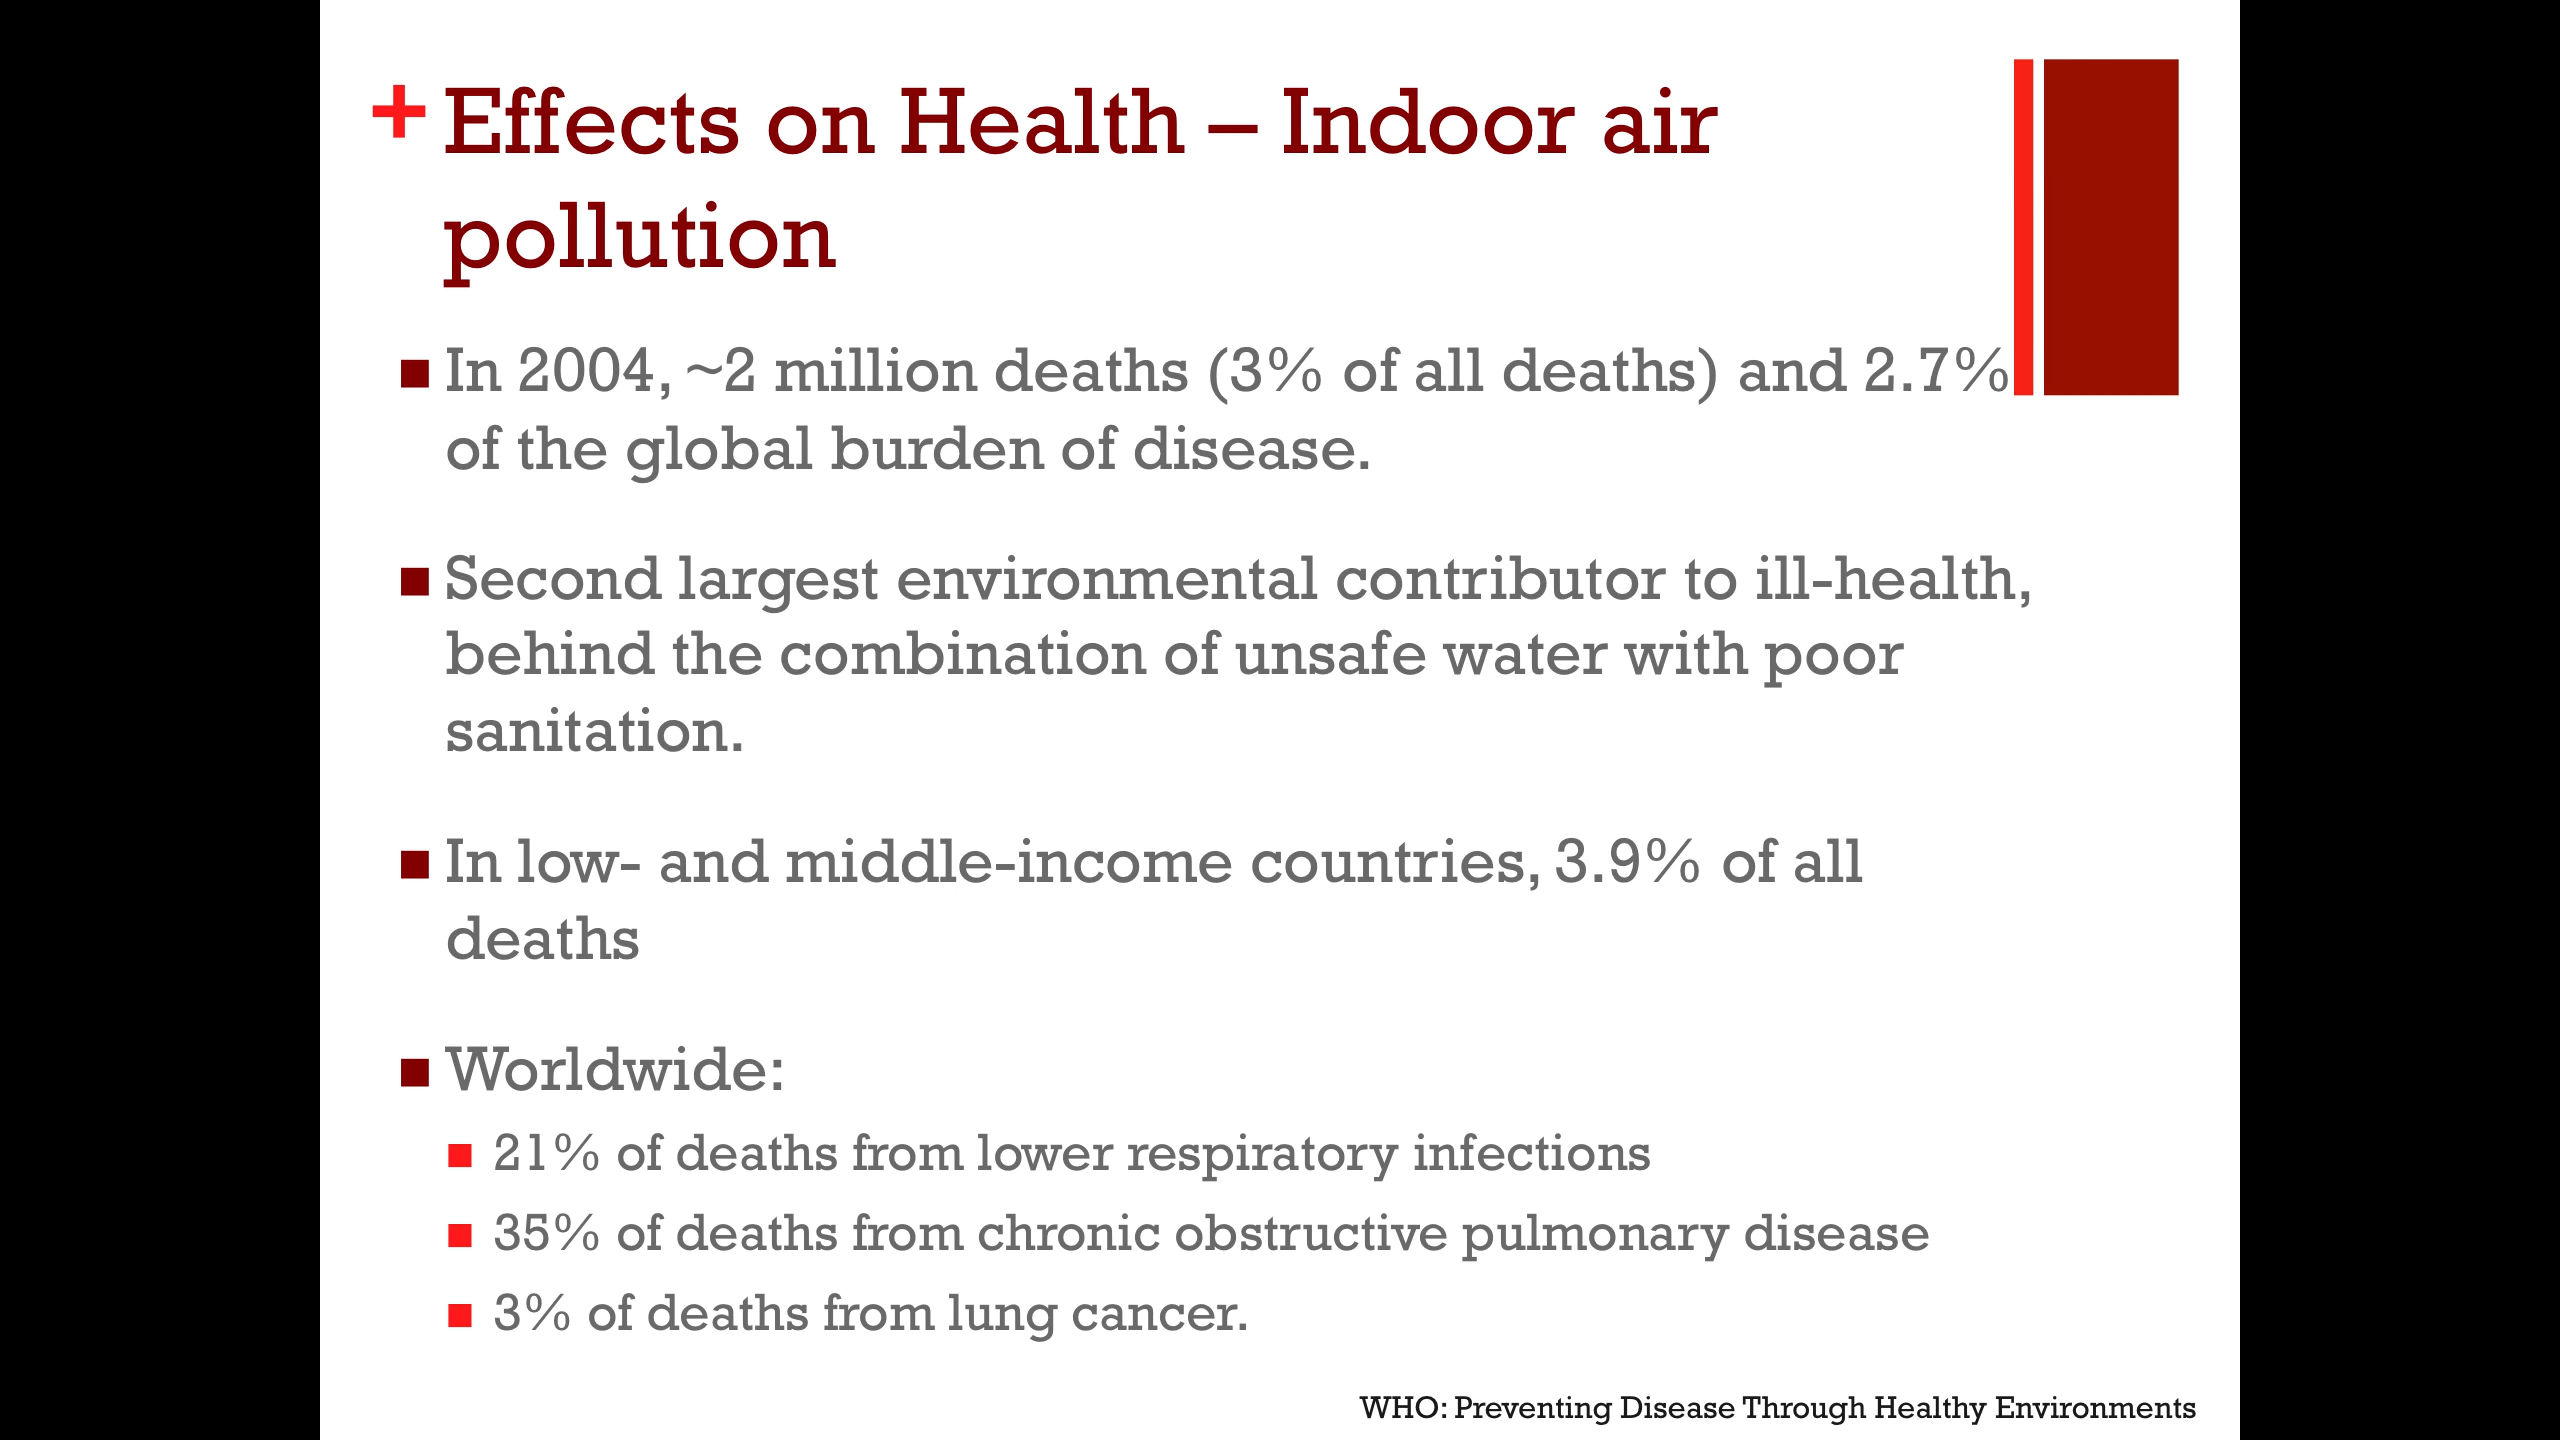 + Effects on Health – Indoor air
pollution
■ In 2004, ~2 million deaths (3% of all deaths) and 2.7%
of the global burden of disease.
■ Second largest environmental contributor to ill-health,
behind the combination of unsafe water with poor
sanitation.
■ In low- and middle-income countries, 3.9% of all
deaths
■ Worldwide:
■ 21% of deaths from lower respiratory infections
■ 35% of deaths from chronic obstructive pulmonary disease
■ 3% of deaths from lung cancer.
WHO: Preventing Disease Through Healthy Environments